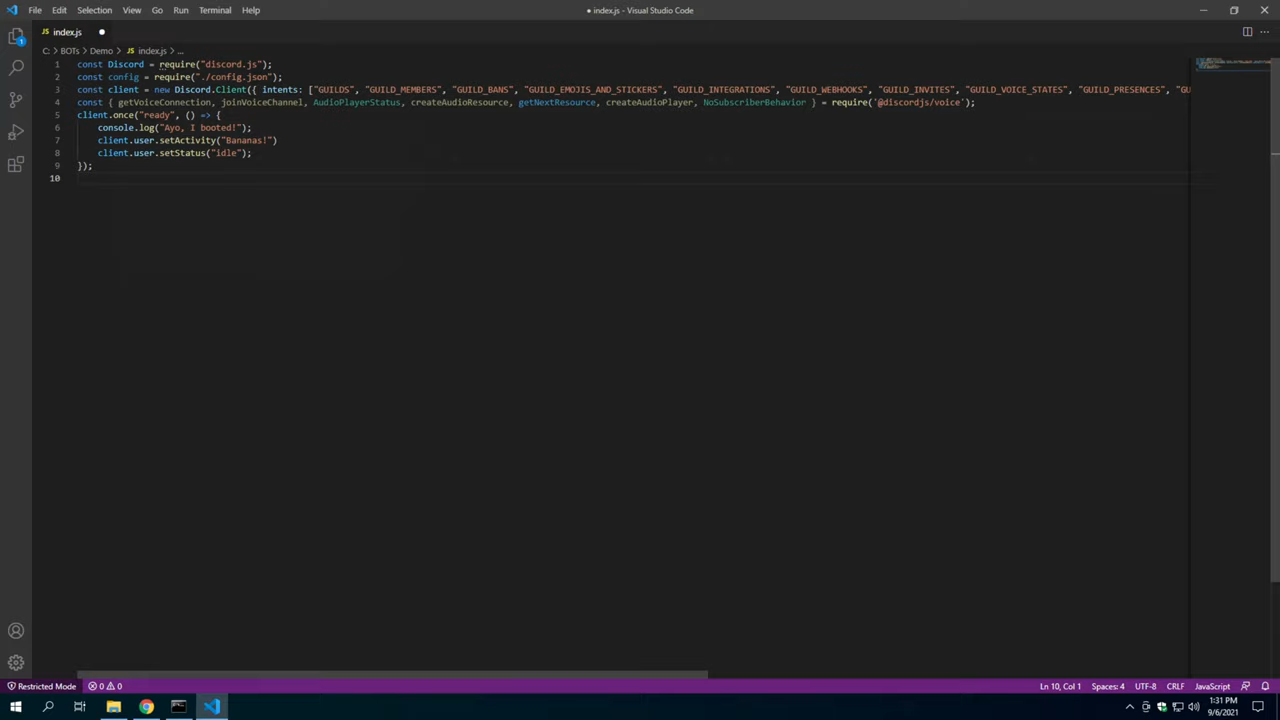 File Edit Selection View Go Run Terminal Help
● index.js - Visual Studio Code
JS index.js ●
C: > BOTs > Demo > JS index.js > ...
1 const Discord = require("discord.js");
2 const config = require("./config.json");
3 const client = new Discord.Client({ intents: ["GUILDS", "GUILD_MEMBERS", "GUILD_BANS", "GUILD_EMOJIS_AND_STICKERS", "GUILD_INTEGRATIONS", "GUILD_WEBHOOKS", "GUILD_INVITES", "GUILD_VOICE_STATES", "GUILD_PRESENCES", "GU
4 const { getVoiceConnection, joinVoiceChannel, AudioPlayerStatus, createAudioResource, getNextResource, createAudioPlayer, NoSubscriberBehavior } = require('@discordjs/voice');
5 client.once("ready", () => {
6 console.log("Ayo, I booted!");
7 client.user.setActivity("Bananas!")
8 client.user.setStatus("idle");
9 });
10
1
Restricted Mode 0 0
Ln 10, Col 1 Spaces: 4 UTF-8 CRLF JavaScript
1:31 PM
9/6/2021